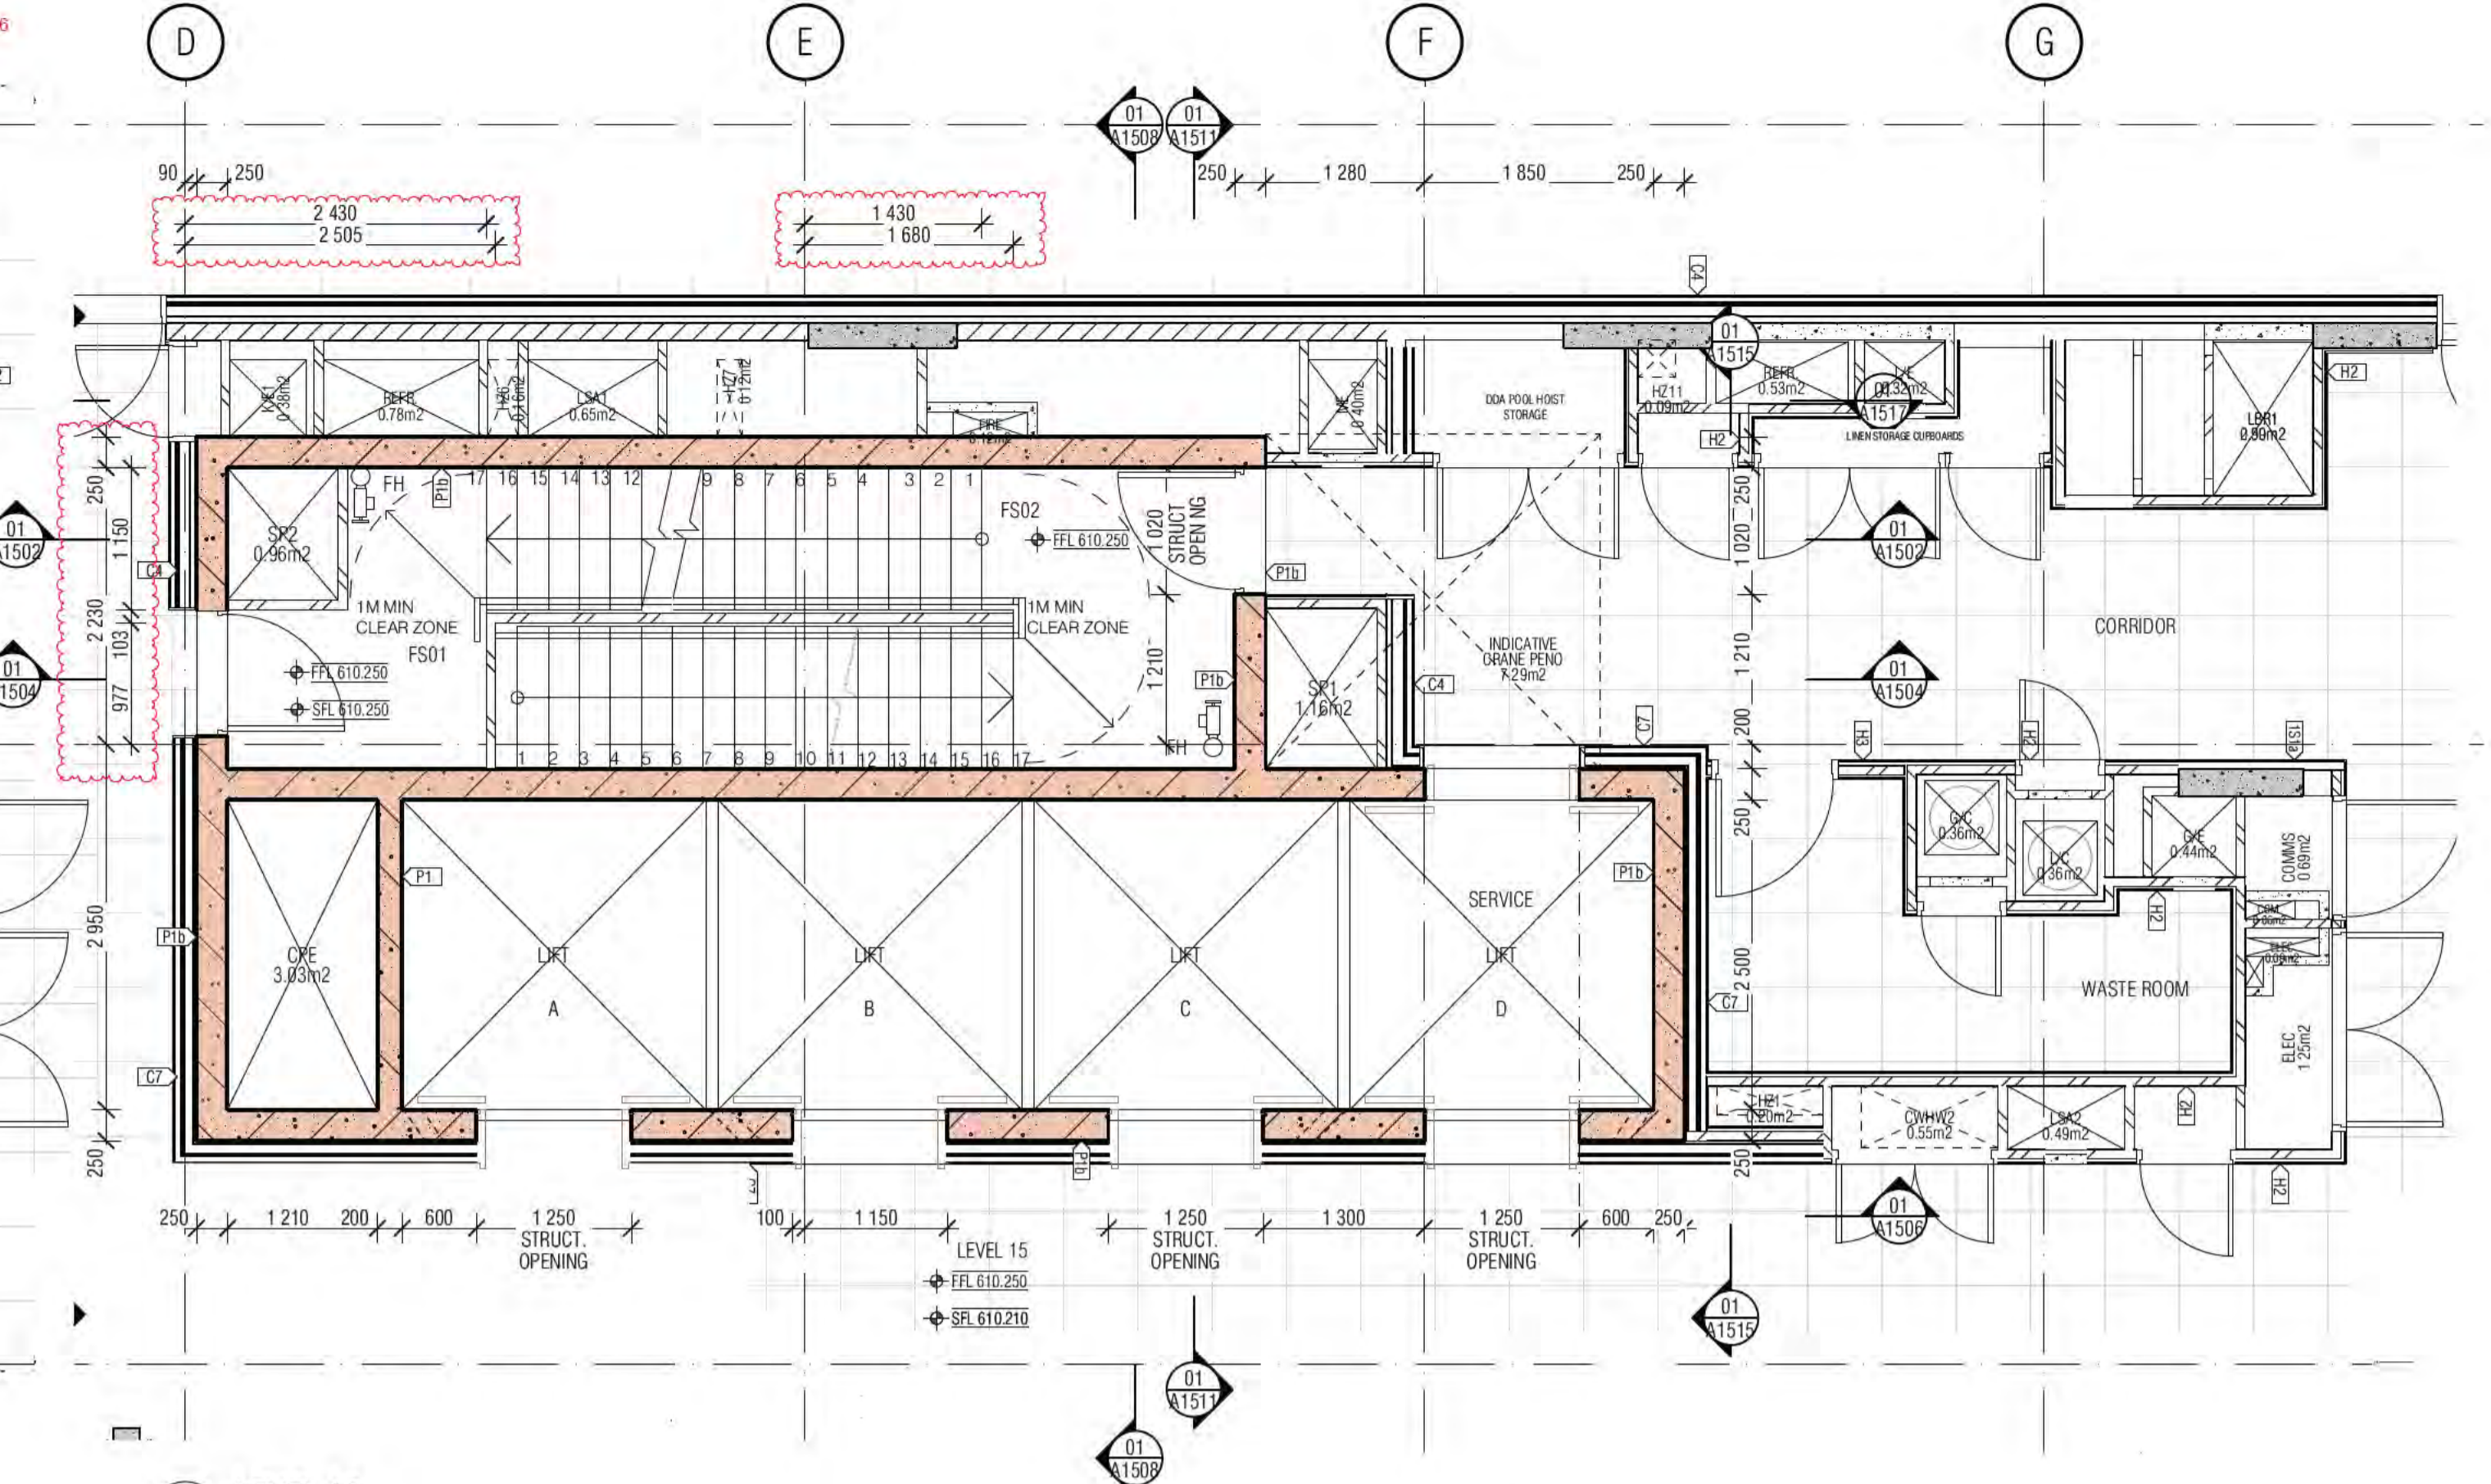 D
E
F
G
01
A1508
01
A1511
90
250
250
1 280
1 850
250
2 430
2 505
1 430
1 680
C4
01
A1515
K/E1
0.38m2
REFR.
0.78m2
HZ6
0.16m2
LSA1
0.65m2
HZ7
0.12m2
FIRE
0.12m2
0.40m2
DDA POOL HOIST
STORAGE
HZ11
0.09m2
REFR.
0.53m2
0.32m2
A1517
LINEN STORAGE CUPBOARDS
H2
LBR1
H2
17
16
15
14
13
12
9
8
7
6
5
4
3
2
1
FH
P1b
SP2
0.96m2
FS02
FFL 610.250
1 020
STRUCT
OPEN NG
P1b
250
1 150
2 230
103
977
01
A1502
C4
1M MIN
CLEAR ZONE
FS01
1M MIN
CLEAR ZONE
250
1 020
01
A1502
CORRIDOR
01
1504
FFL 610.250
SFL 610.250
1 210
P1b
SP1
1.16m2
C4
INDICATIVE
CRANE PENO
7.29m2
1 210
01
A1504
200
C7
H3
H2
IS1a
FH
1
2
3
4
5
6
7
8
9
10
11
12
13
14
15
16
17
2 950
P1b
CPE
3.03m2
P1
LIFT
A
LIFT
B
LIFT
C
SERVICE
LIFT
D
P1b
250
2 500
C7
G/C
0.36m2
L/C
0.36m2
G/E
0.44m2
COMMS
0.69m2
H2
COM
0.06m2
ELEC
WASTE ROOM
ELEC
1.25m2
C7
250
P1b
HZ1
0.20m2
CWHW2
0.55m2
LSA2
0.49m2
H2
250
H2
250
1 210
200
600
1 250
STRUCT.
OPENING
100
1 150
1 250
STRUCT.
OPENING
1 300
1 250
STRUCT.
OPENING
600
250
01
A1506
LEVEL 15
FFL 610.250
SFL 610.210
01
A1515
01
A1511
01
A1508